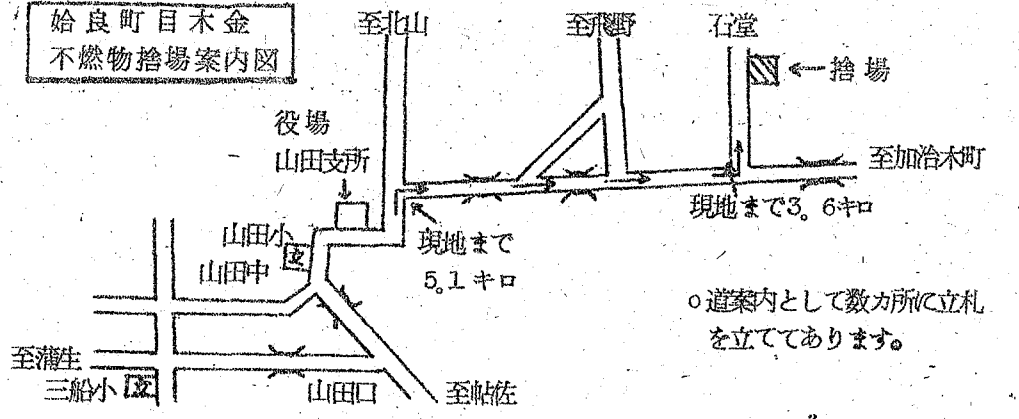 姶良町目木金
不燃物捨場案内図
至北山
至飛野
石堂
←捨場
役場
山田支所
至加治木町
現地まで3。6キロ
山田小
山田中
文
現地まで
5。1キロ
○道案内として数カ所に立札
を立ててあります。
至蒲生
三船小
文
山田口
至帖佐